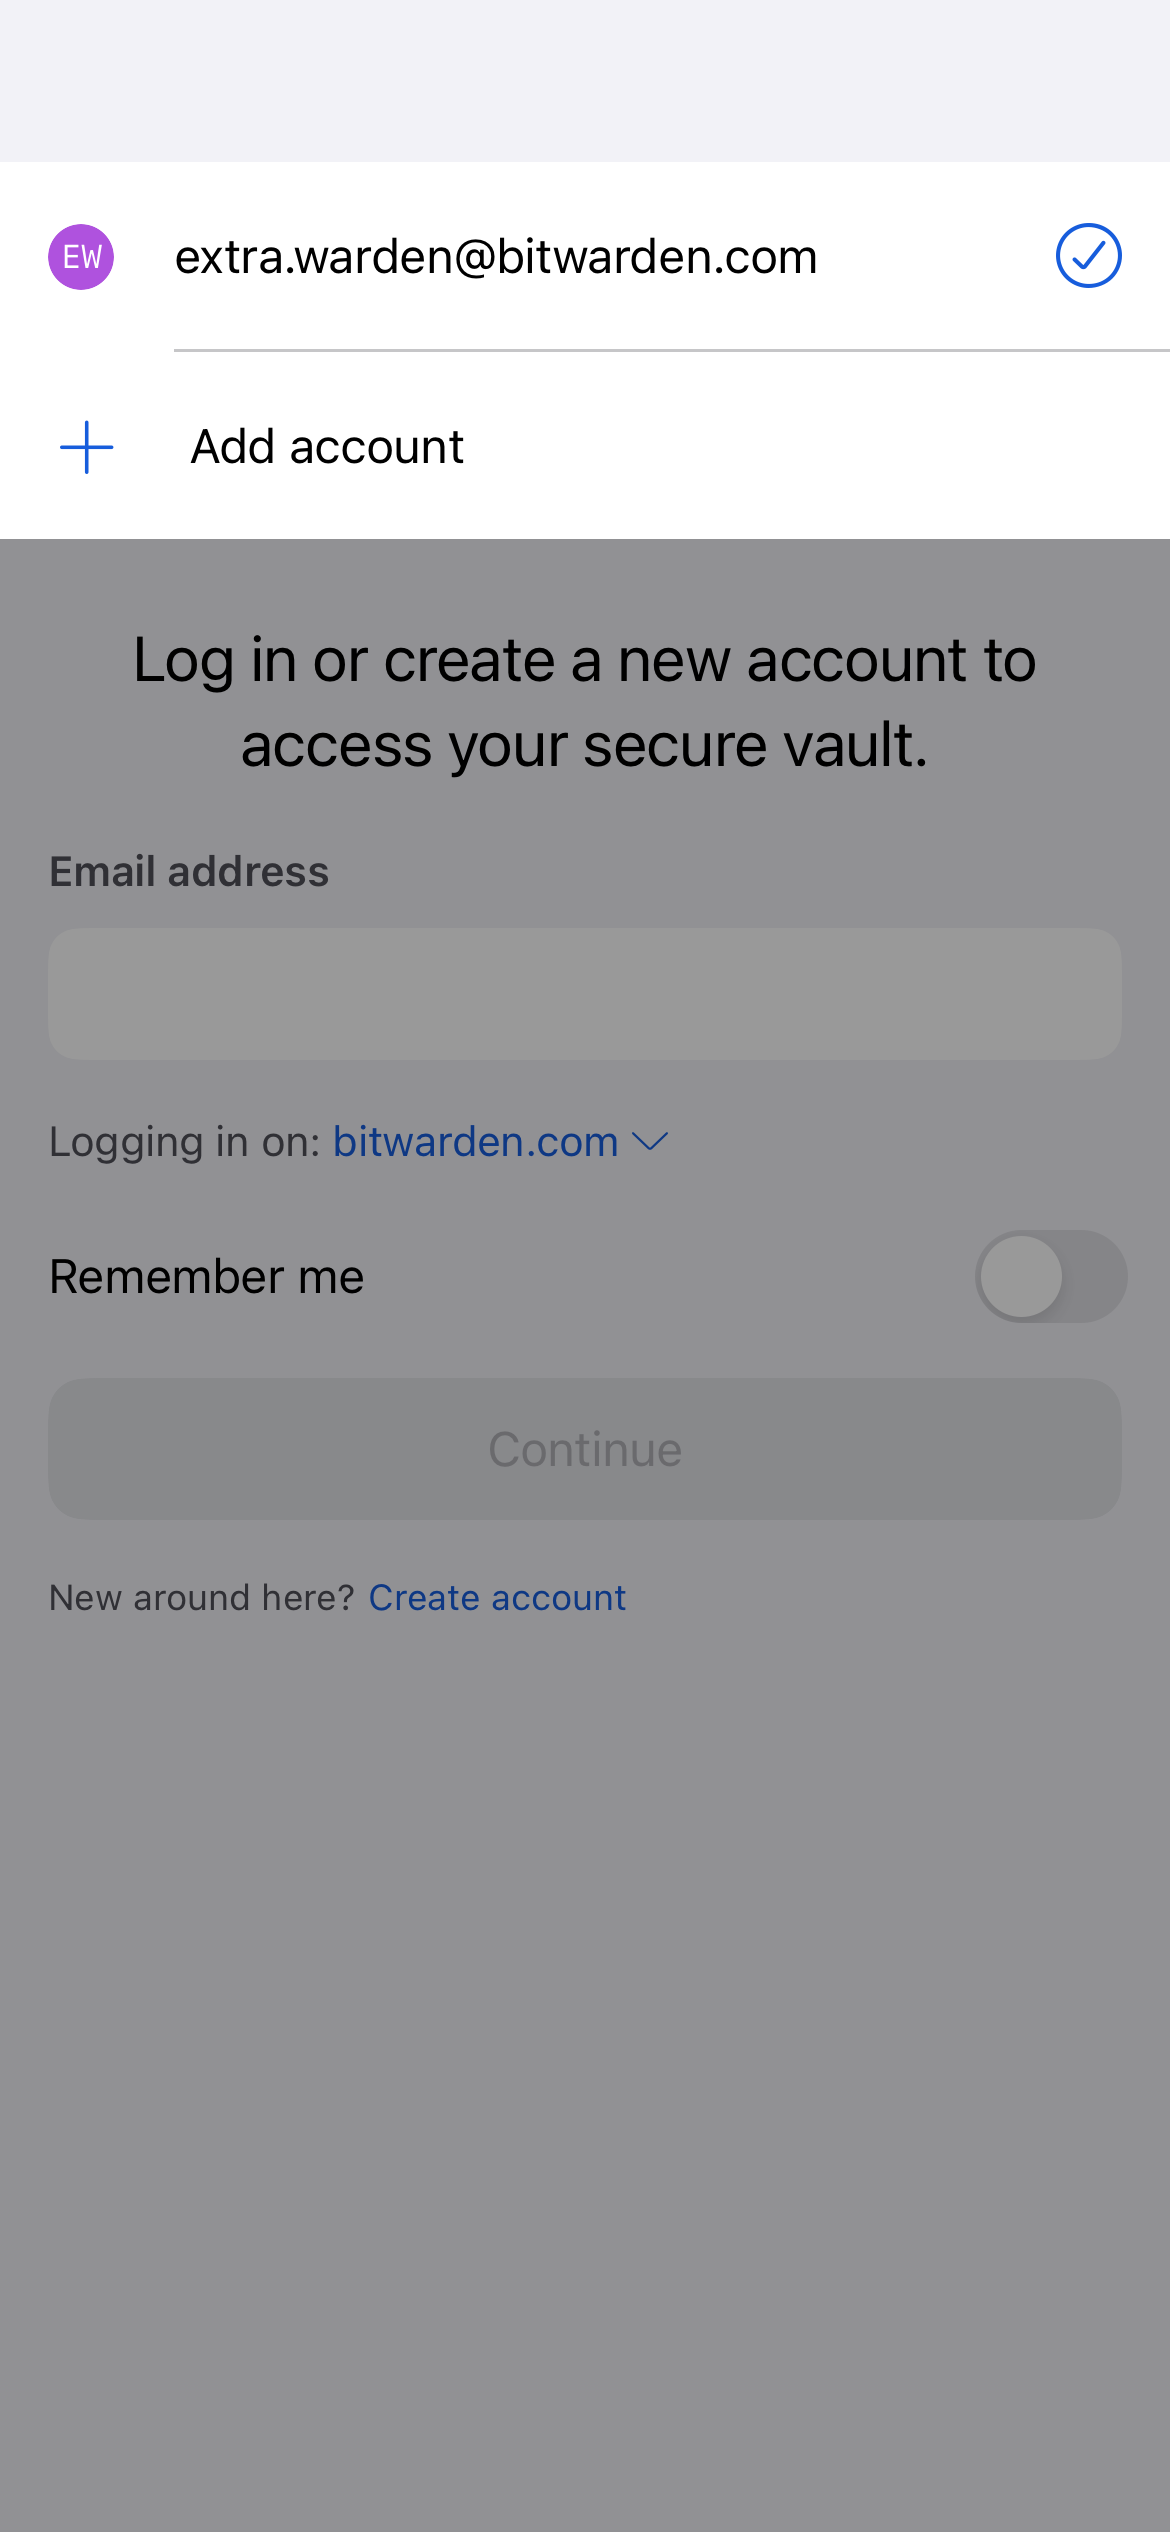 EW
extra.warden@bitwarden.com
Add account
Log in or create a new account to
access your secure vault.
Email address
Logging in on: bitwarden.com
Remember me
Continue
New around here? Create account